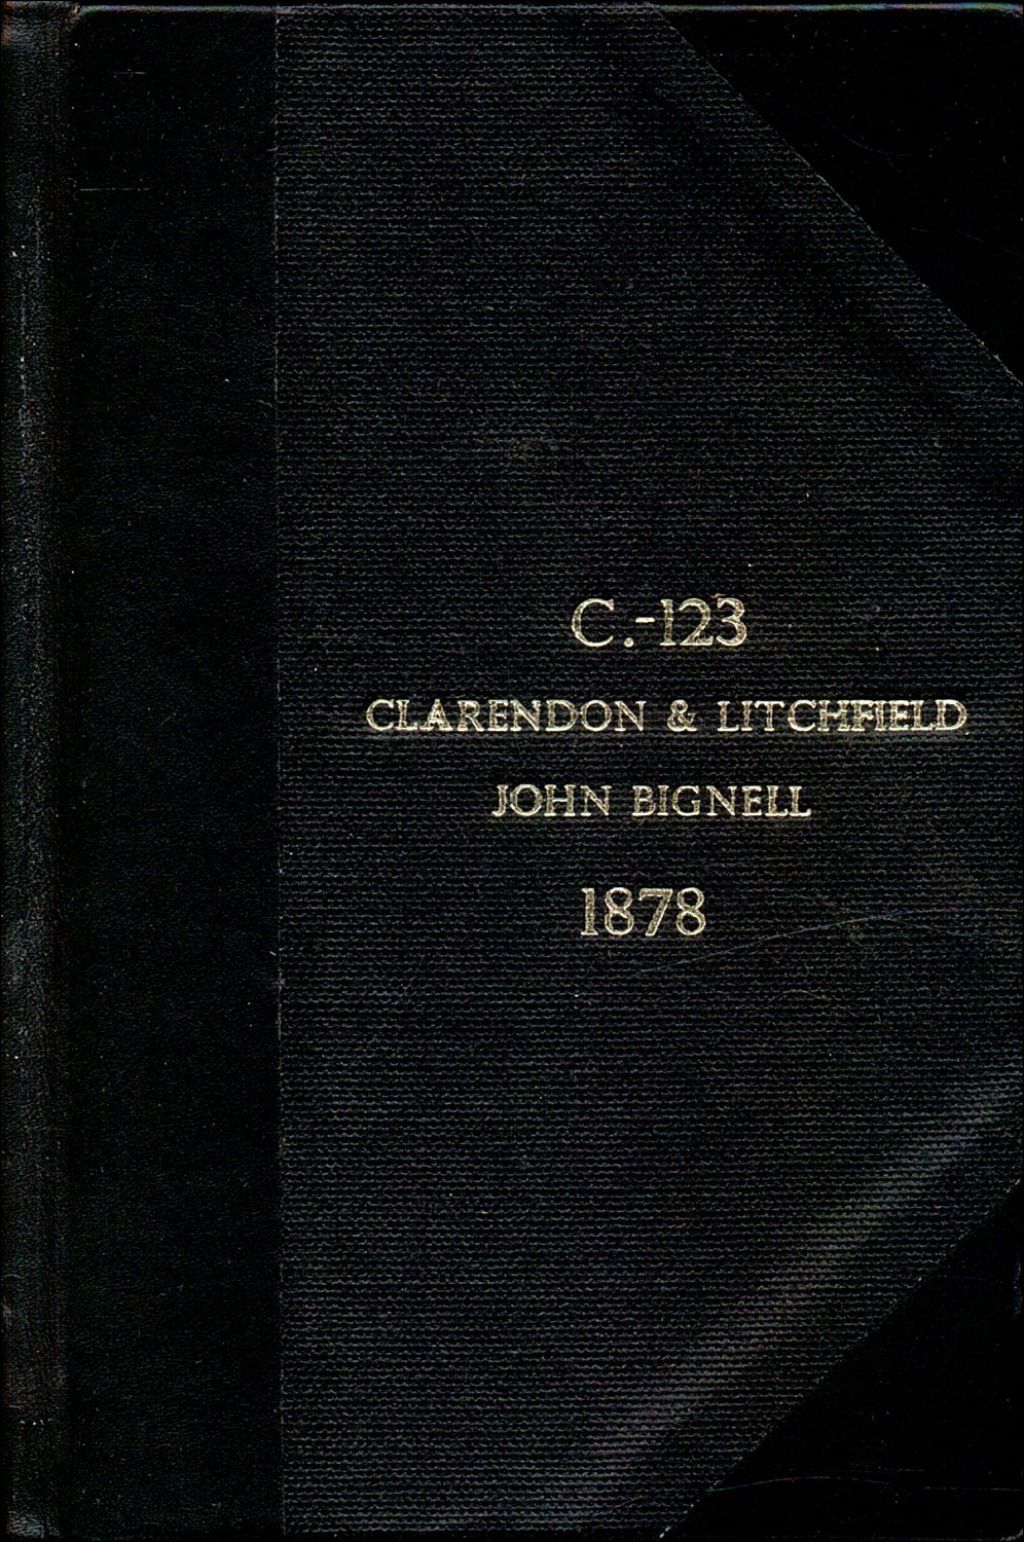 C.-123
CLARENDON & LITCHFIELD
JOHN BIGNELL
1878